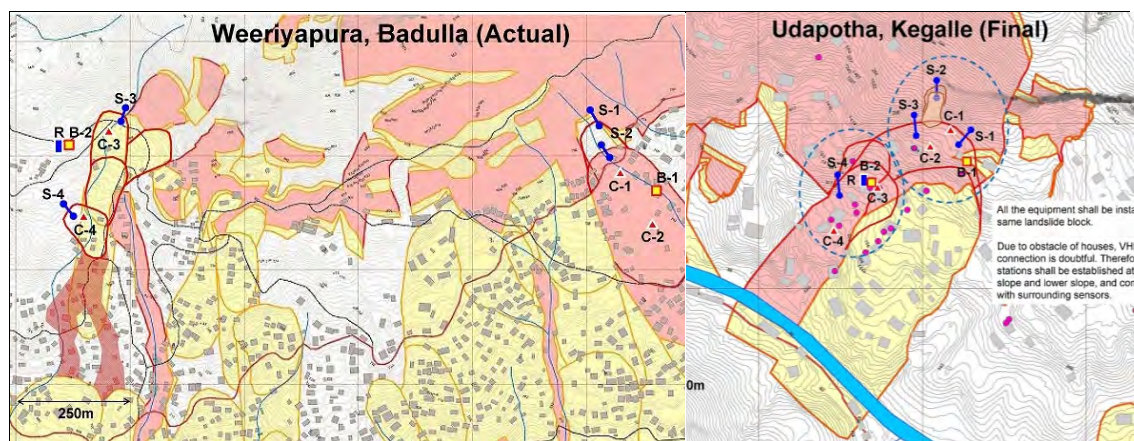 Weeriyapura, Badulla (Actual)
S-3
R B-2
C-3
S-4
C-4
S-1
S-2
C-1
B-1
C-2
250m
Udapotha, Kegalle (Final)
S-2
S-3
C-1
S-1
C-2
B-1
S-4
B-2
R
C-3
C-4
All the equipment shall be insta
same landslide block.
Due to obstacle of houses, VH
connection is doubtful. Therefo
stations shall be established at
slope and lower slope, and con
with surrounding sensors.
0m